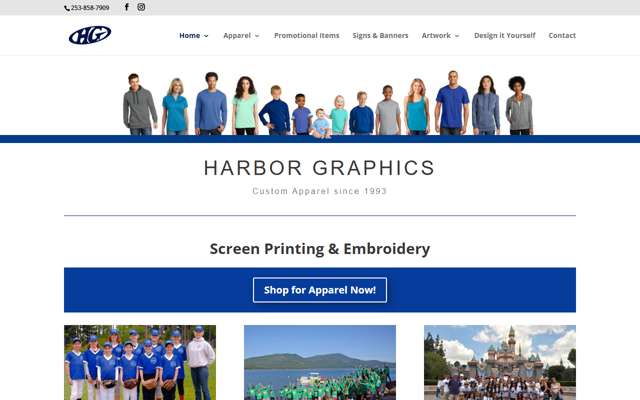 253-858-7909
HG
Home
Apparel
Promotional Items
Signs & Banners
Artwork
Design it Yourself
Contact
HARBOR GRAPHICS
Custom Apparel since 1993
Screen Printing & Embroidery
Shop for Apparel Now!